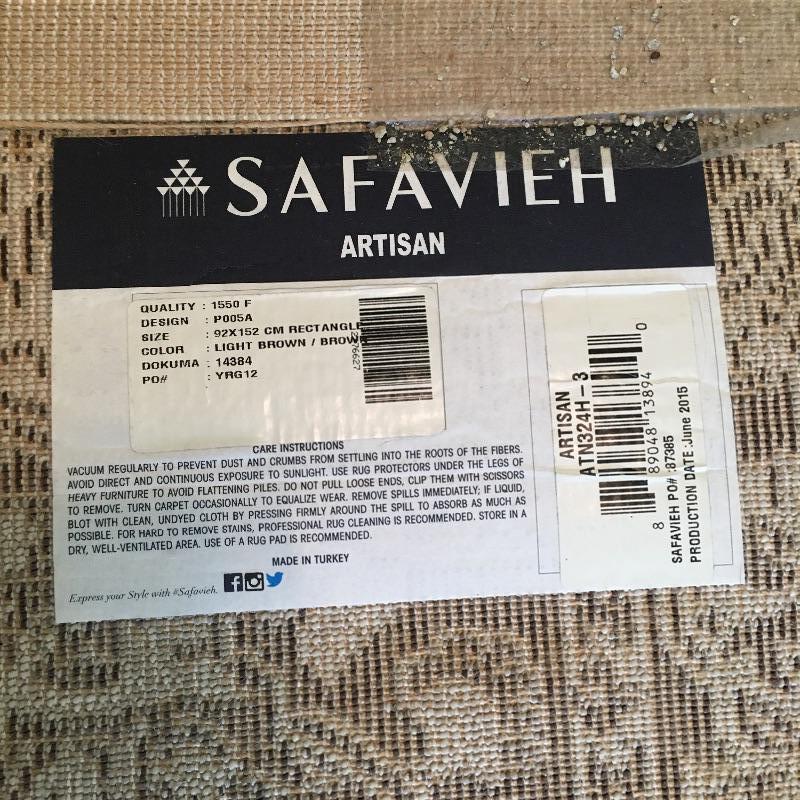 SAFAVIEH
ARTISAN
QUALITY : 1550 F
DESIGN : P005A
SIZE : 92X152 CM RECTANGLE
COLOR : LIGHT BROWN / BROW
DOKUMA : 14384
PO# : YRG12
CARE INSTRUCTIONS
VACUUM REGULARLY TO PREVENT DUST AND CRUMBS FROM SETTLING INTO THE ROOTS OF THE FIBERS.
AVOID DIRECT AND CONTINUOUS EXPOSURE TO SUNLIGHT. USE RUG PROTECTORS UNDER THE LEGS OF
HEAVY FURNITURE TO AVOID FLATTENING PILES. DO NOT PULL LOOSE ENDS, CLIP THEM WITH SCISSORS
TO REMOVE. TURN CARPET OCCASIONALLY TO EQUALIZE WEAR. REMOVE SPILLS IMMEDIATELY; IF LIQUID,
BLOT WITH CLEAN, UNDYED CLOTH BY PRESSING FIRMLY AROUND THE SPILL TO ABSORB AS MUCH AS
POSSIBLE. FOR HARD TO REMOVE STAINS, PROFESSIONAL RUG CLEANING IS RECOMMENDED. STORE IN A
DRY, WELL-VENTILATED AREA. USE OF A RUG PAD IS RECOMMENDED.
MADE IN TURKEY
Express your Style with #Safavieh.
ARTISAN
ATN324H-3
8 89048 13894 0
SAFAVIEH PO# :87385
PRODUCTION DATE :June 2015